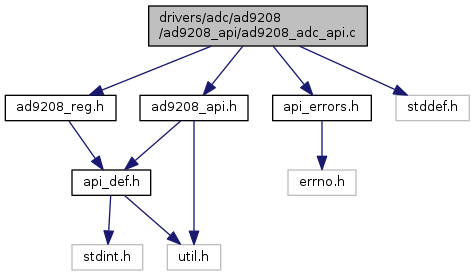 drivers/adc/ad9208
/ad9208_api/ad9208_adc_api.c
ad9208_reg.h
ad9208_api.h
api_errors.h
stddef.h
api_def.h
errno.h
stdint.h
util.h